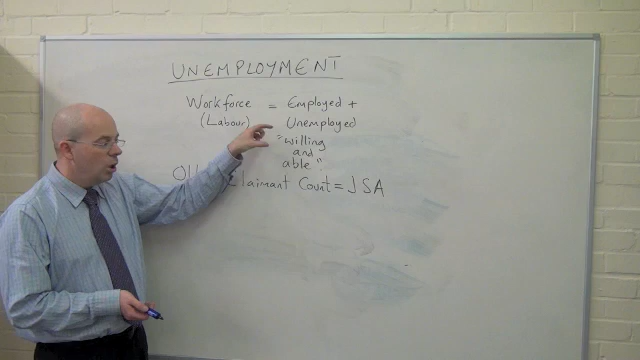 UNEMPLOYMENT
Workforce = Employed +
(Labour) Unemployed
"willing
and
able"
Claimant Count = JSA